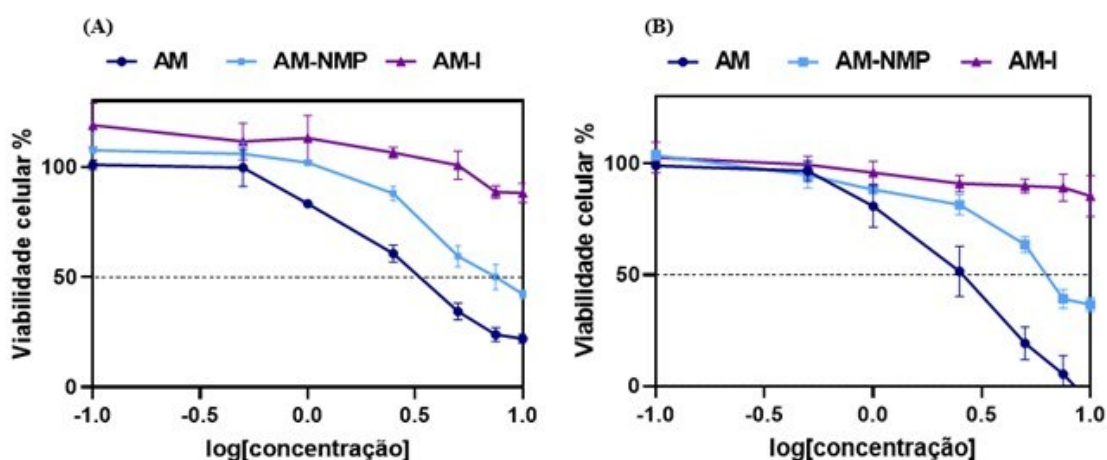 (A)
AM AM-NMP AM-I
Viabilidade celular %
100
50
0
-1.0 -0.5 0.0 0.5 1.0
log[concentração]
(B)
AM AM-NMP AM-I
Viabilidade celular %
100
50
0
-1.0 -0.5 0.0 0.5 1.0
log[concentração]